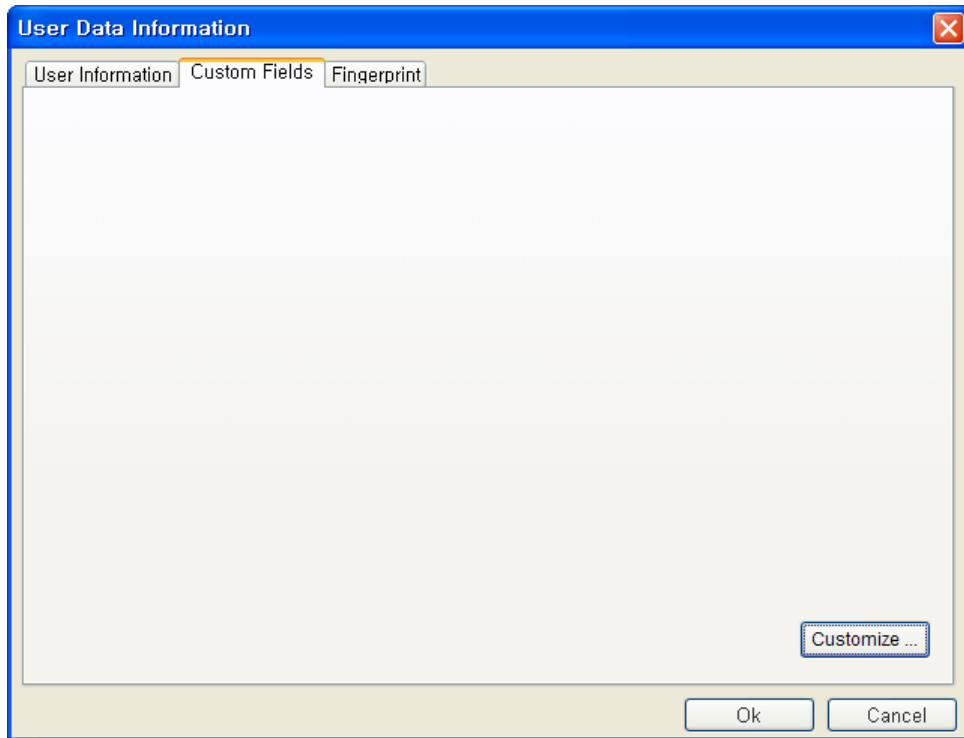 User Data Information
User Information Custom Fields Fingerprint
Customize ...
Ok Cancel